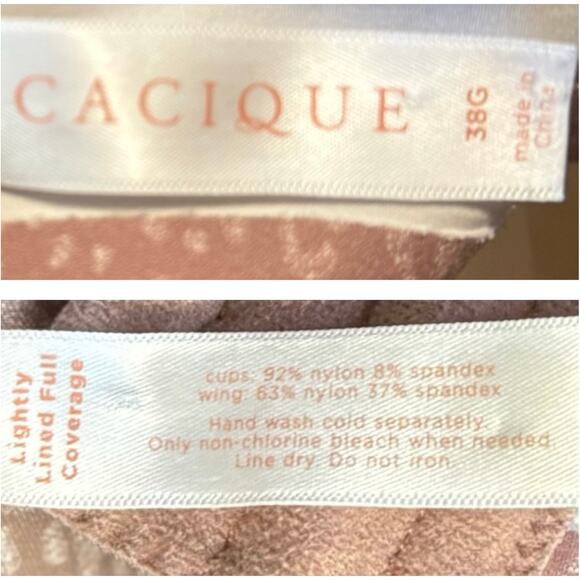 CACIQUE
38G
made in
China
Lightly
Lined Full
Coverage
cups: 92% nylon 8% spandex
wing: 63% nylon 37% spandex
Hand wash cold separately.
Only non-chlorine bleach when needed.
Line dry. Do not iron.